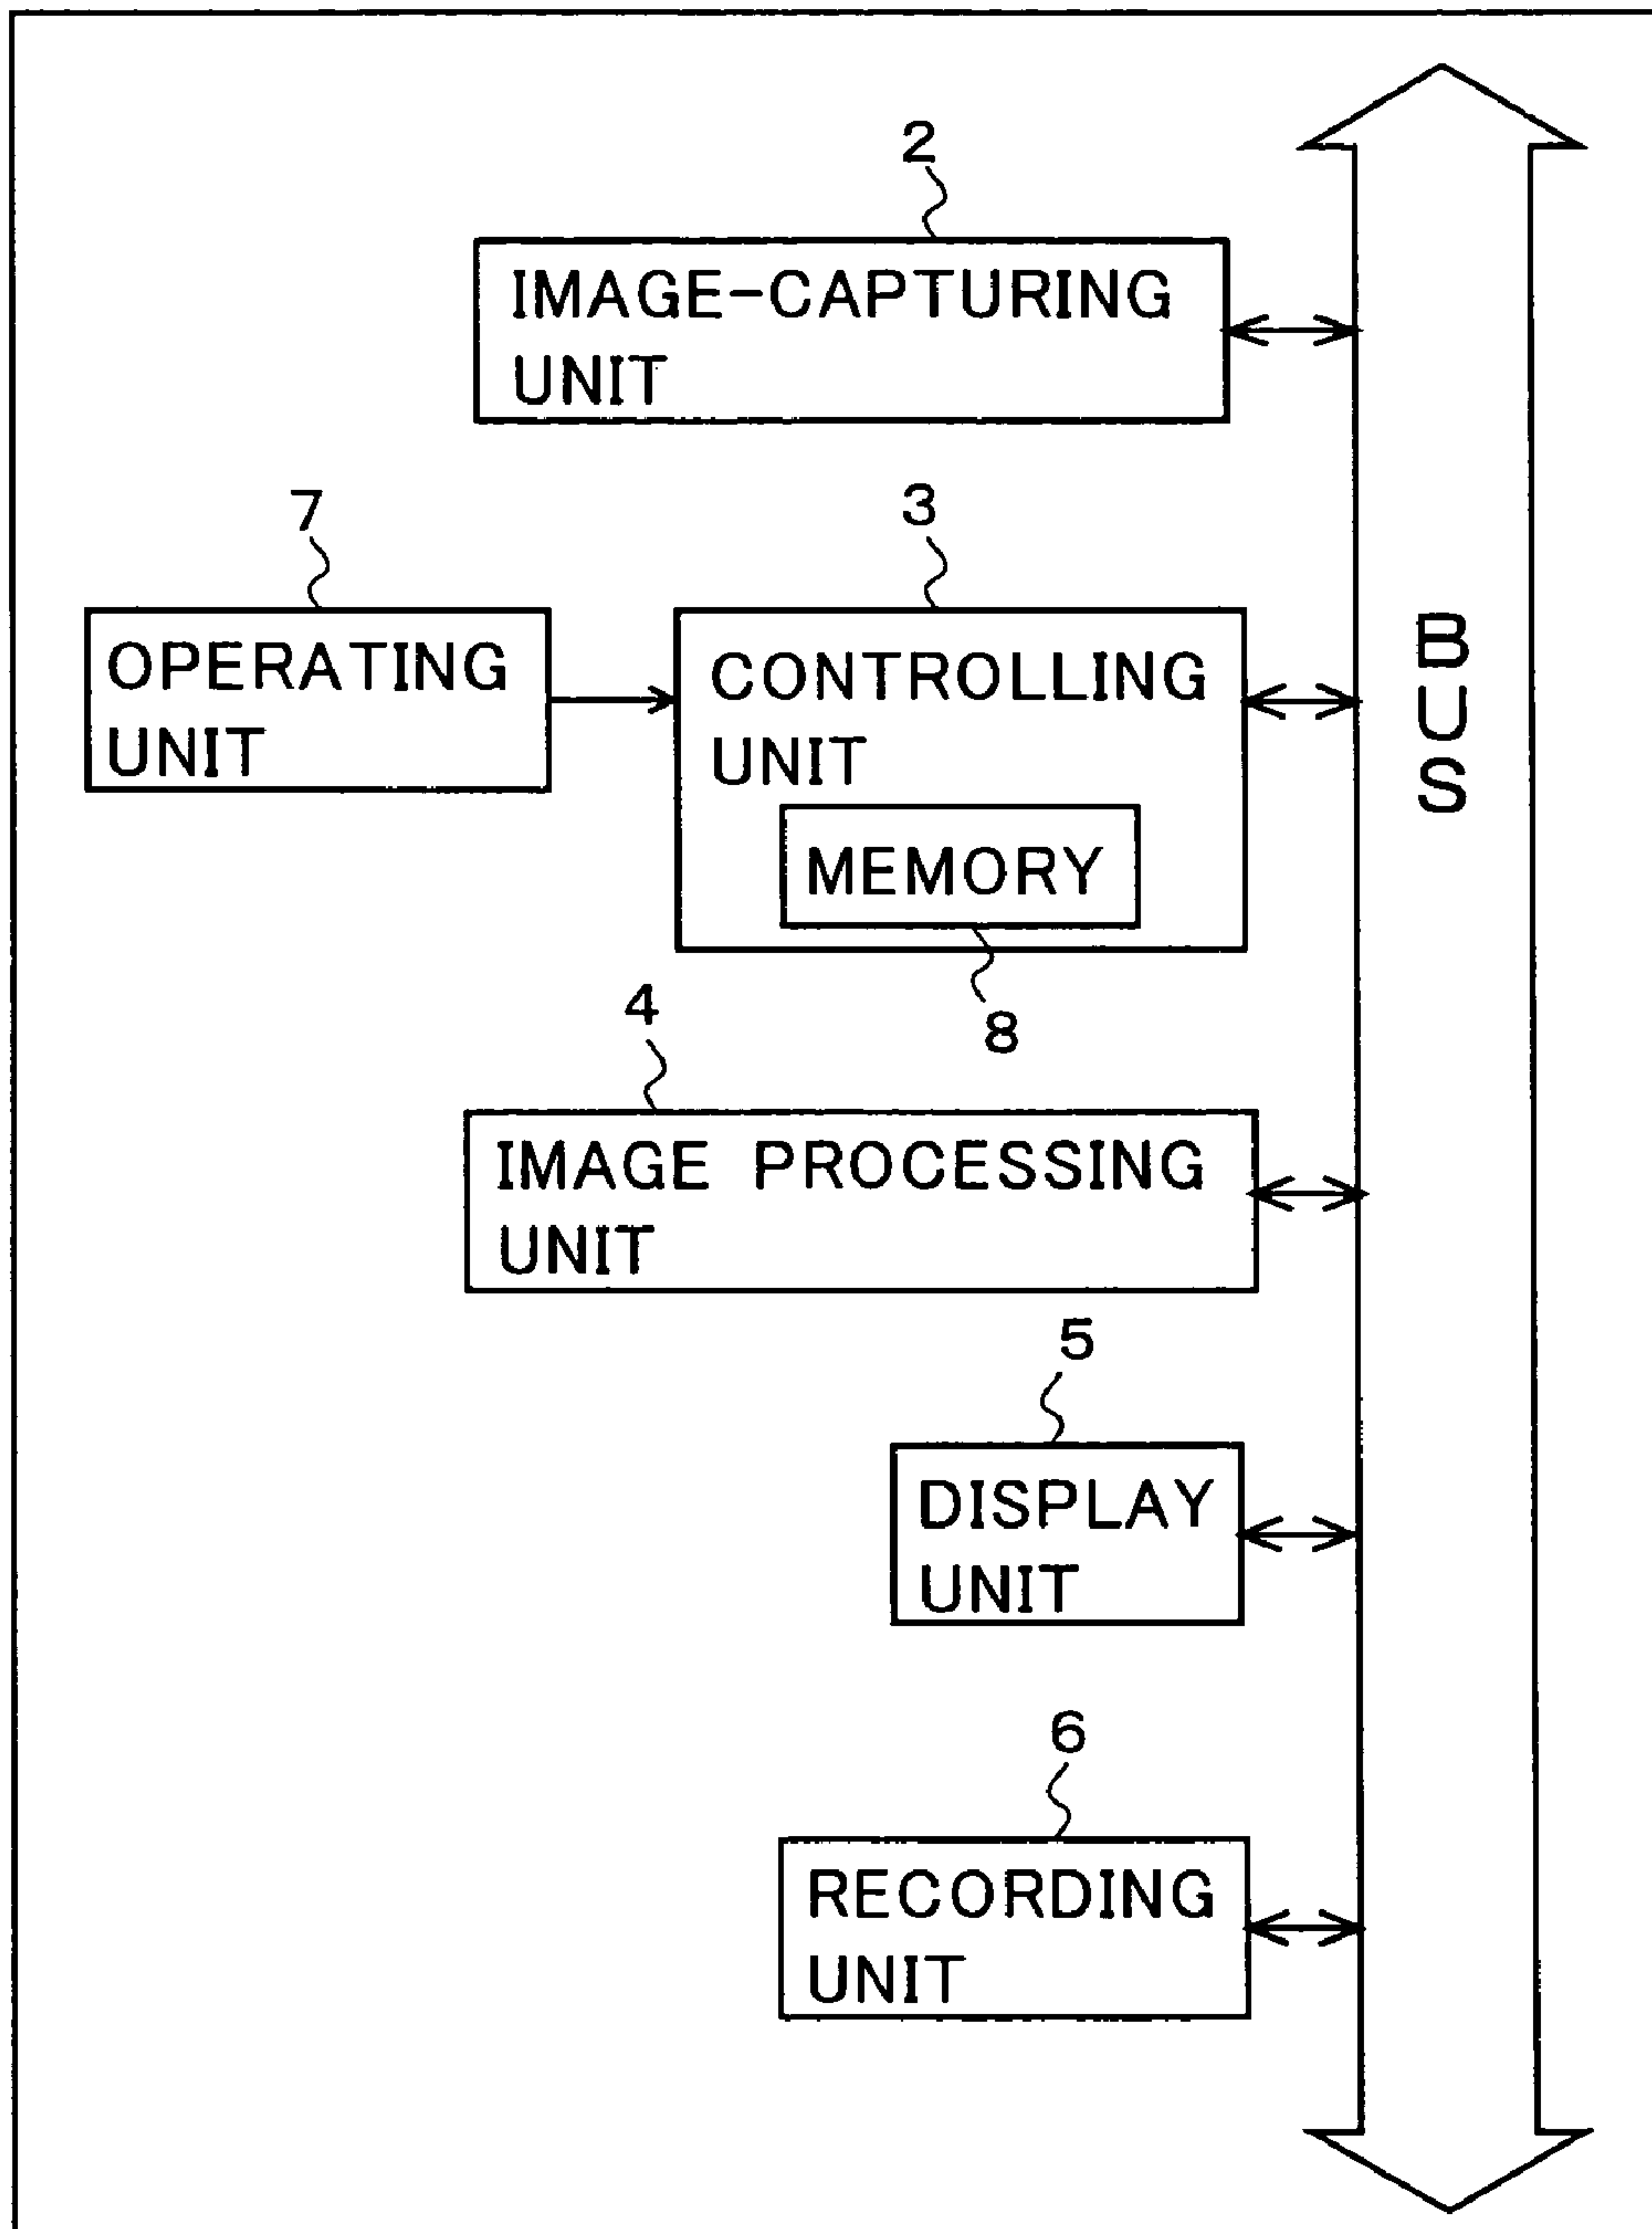 2
IMAGE-CAPTURING
UNIT
7
OPERATING
UNIT
3
CONTROLLING
UNIT
MEMORY
8
4
IMAGE PROCESSING
UNIT
5
DISPLAY
UNIT
6
RECORDING
UNIT
BUS